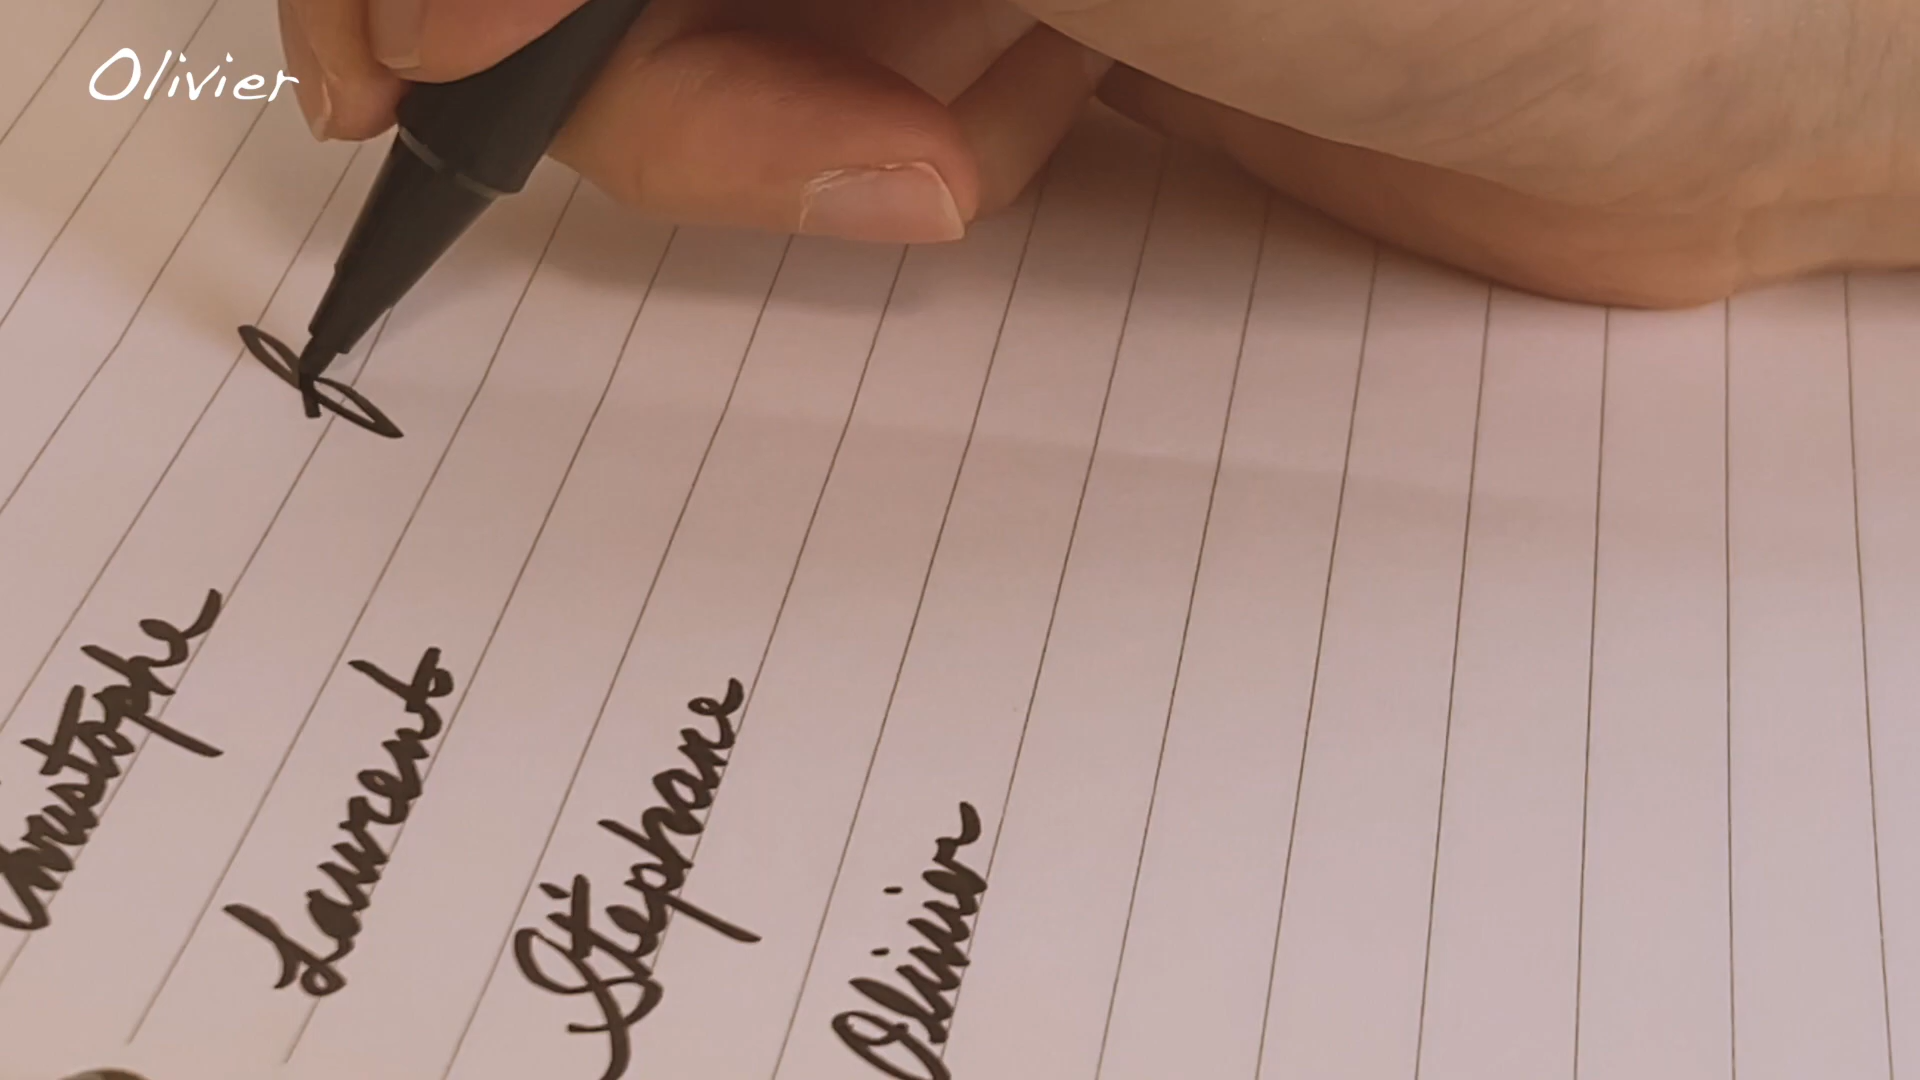 Olivier
Christophe
Laurent
Stéphane
Olivier
f